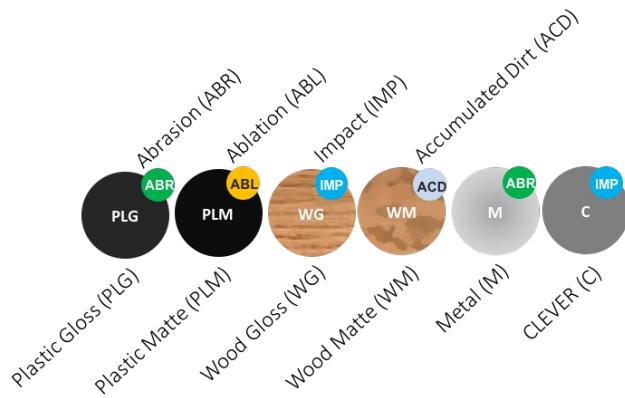 Abrasion (ABR)
Ablation (ABL)
Impact (IMP)
Accumulated Dirt (ACD)
ABR
ABL
IMP
ACD
ABR
IMP
PLG
PLM
WG
WM
M
C
Plastic Gloss (PLG)
Plastic Matte (PLM)
Wood Gloss (WG)
Wood Matte (WM)
Metal (M)
CLEVER (C)